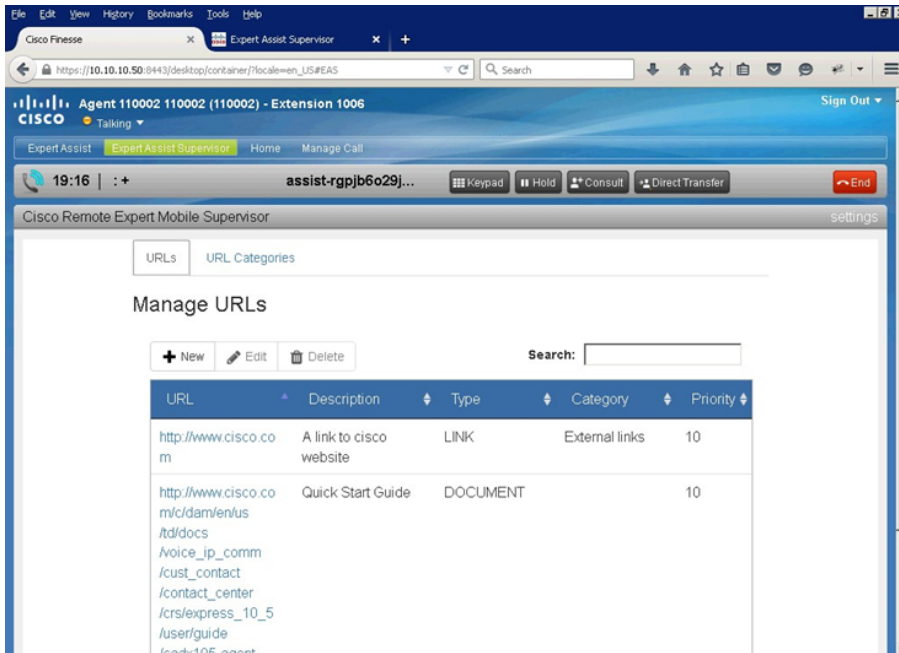 File Edit View History Bookmarks Tools Help
Cisco Finesse × Expert Assist Supervisor × +
https://10.10.10.50:8443/desktop/container/?locale=en_US#EAS Search
CISCO
Agent 110002 110002 (110002) - Extension 1006 Sign Out
Talking
Expert Assist Expert Assist Supervisor Home Manage Call
19:16 | : + assist-rgpjb6o29j... Keypad Hold Consult Direct Transfer End
Cisco Remote Expert Mobile Supervisor settings
URLs URL Categories
Manage URLs
New Edit Delete Search:
URL Description Type Category Priority
http://www.cisco.co A link to cisco LINK External links 10
m website
http://www.cisco.co Quick Start Guide DOCUMENT 10
m/c/dam/en/us
/td/docs
/voice_ip_comm
/cust_contact
/contact_center
/crs/express_10_5
/user/guide